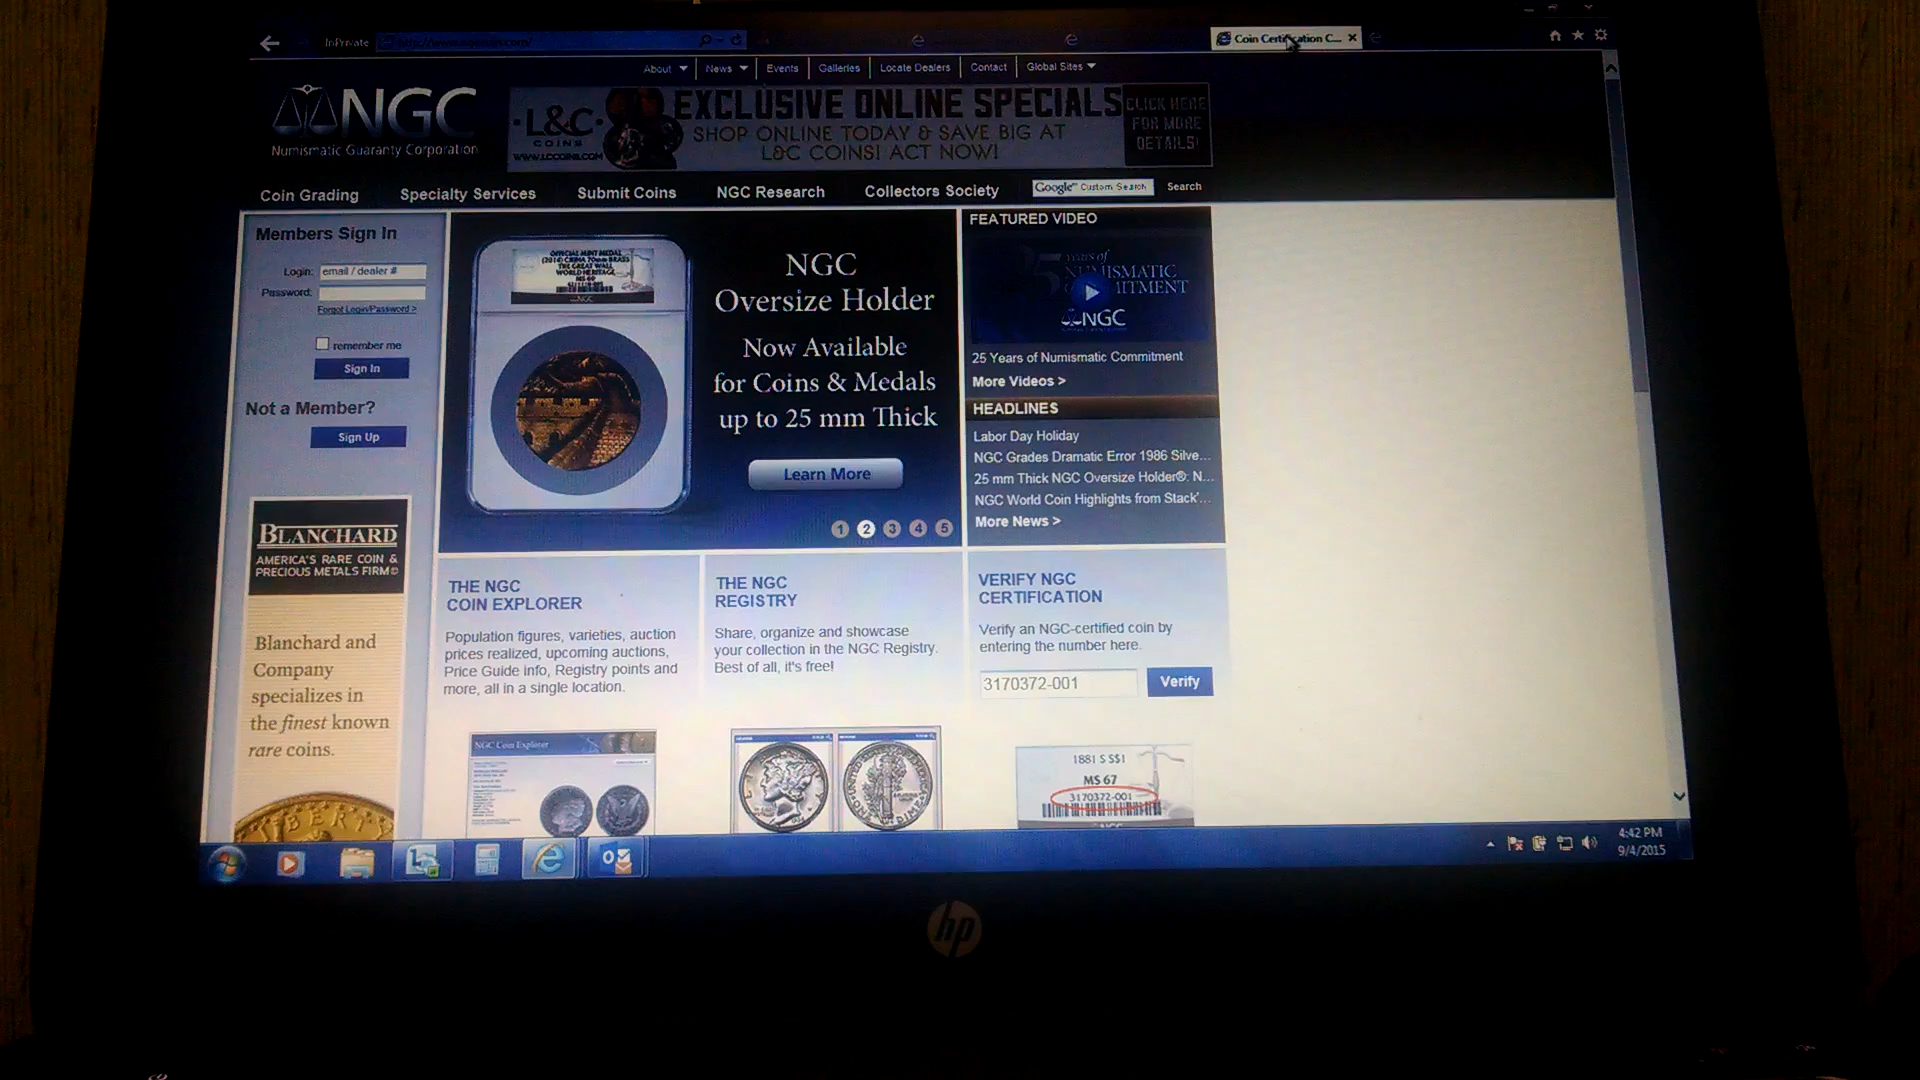 InPrivate
Coin Certification C...
About
News
Events
Galleries
Locate Dealers
Contact
Global Sites
NGC
Numismatic Guaranty Corporation
L&C
COINS
WWW.LCCOINS.COM
EXCLUSIVE ONLINE SPECIALS
SHOP ONLINE TODAY & SAVE BIG AT
L&C COINS! ACT NOW!
CLICK HERE
FOR MORE
DETAILS!
Coin Grading
Specialty Services
Submit Coins
NGC Research
Collectors Society
Google™ Custom Search
Search
Members Sign In
Login: email / dealer #
Password:
Forgot Login/Password >
remember me
Sign In
Not a Member?
Sign Up
BLANCHARD
AMERICA'S RARE COIN &
PRECIOUS METALS FIRM©
Blanchard and
Company
specializes in
the finest known
rare coins.
LIBERTY
OFFICIAL MINT MEDAL
(2014) CHINA 70mm BRASS
THE GREAT WALL
WORLD HERITAGE
MS 69
NGC
NGC
Oversize Holder
Now Available
for Coins & Medals
up to 25 mm Thick
Learn More
1 2 3 4 5
FEATURED VIDEO
25 years of
NUMISMATIC
NGC
25 Years of Numismatic Commitment
More Videos >
HEADLINES
Labor Day Holiday
NGC Grades Dramatic Error 1986 Silve...
25 mm Thick NGC Oversize Holder®: N...
NGC World Coin Highlights from Stack'...
More News >
THE NGC
COIN EXPLORER
Population figures, varieties, auction
prices realized, upcoming auctions,
Price Guide info, Registry points and
more, all in a single location.
NGC Coin Explorer
THE NGC
REGISTRY
Share, organize and showcase
your collection in the NGC Registry.
Best of all, it's free!
VERIFY NGC
CERTIFICATION
Verify an NGC-certified coin by
entering the number here.
3170372-001
Verify
1881 S S$1
MS 67
3170372-001
NGC
4:42 PM
9/4/2015
hp